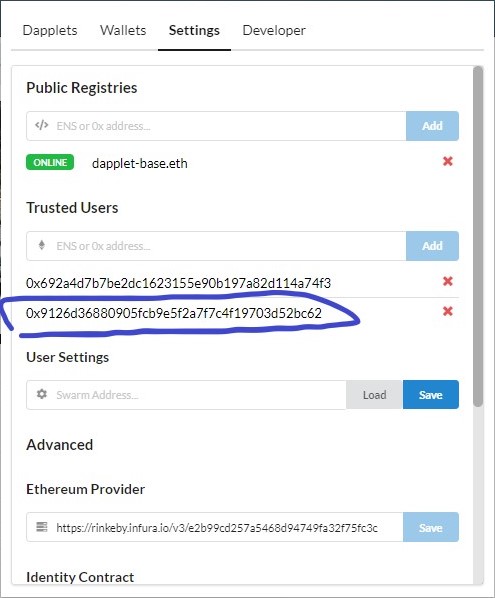 Dapplets Wallets Settings Developer
Public Registries
ENS or 0x address... Add
ONLINE dapplet-base.eth
Trusted Users
ENS or 0x address... Add
0x692a4d7b7be2dc1623155e90b197a82d114a74f3
0x9126d36880905fcb9e5f2a7f7c4f19703d52bc62
User Settings
Swarm Address... Load Save
Advanced
Ethereum Provider
https://rinkeby.infura.io/v3/e2b99cd257a5468d94749fa32f75fc3c Save
Identity Contract